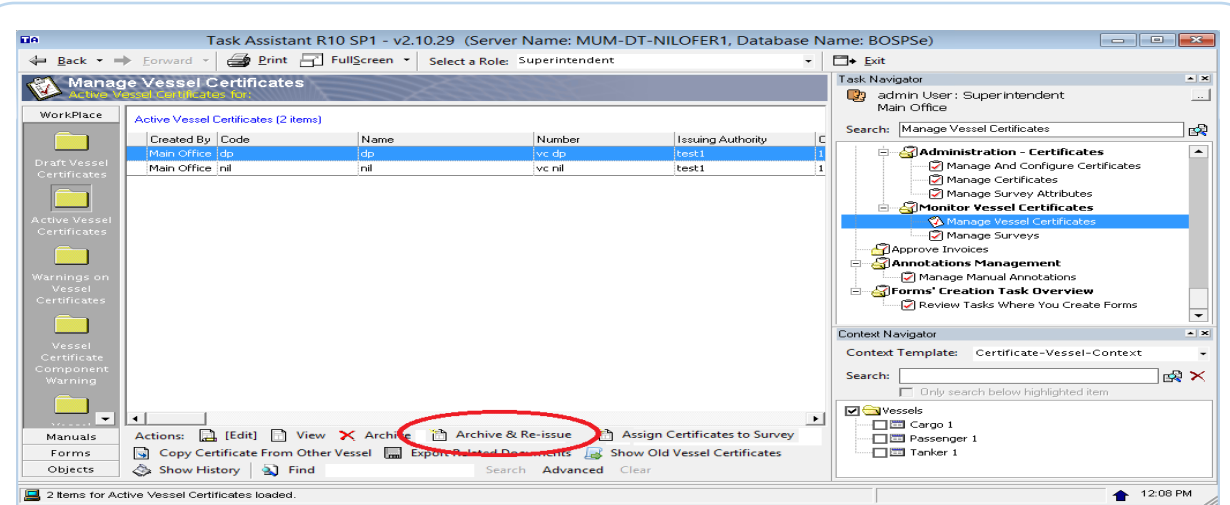 TA Task Assistant R10 SP1 - v2.10.29 (Server Name: MUM-DT-NILOFER1, Database Name: BOSPSe)
Back Forward Print FullScreen Select a Role: Superintendent Exit
Manage Vessel Certificates
Active Vessel Certificates for:
WorkPlace
Draft Vessel
Certificates
Active Vessel
Certificates
Warnings on
Vessel
Certificates
Vessel
Certificate
Component
Warning
Manuals
Forms
Objects
Active Vessel Certificates (2 items)
Created By Code Name Number Issuing Authority C
Main Office dp dp vc dp test1 1
Main Office nil nil vc nil test1 1
Actions: [Edit] View Archive Archive & Re-issue Assign Certificates to Survey
Copy Certificate From Other Vessel Export Related Documents Show Old Vessel Certificates
Show History Find Search Advanced Clear
Task Navigator
admin User : Superintendent
Main Office
Search: Manage Vessel Certificates
Administration - Certificates
Manage And Configure Certificates
Manage Certificates
Manage Survey Attributes
Monitor Vessel Certificates
Manage Vessel Certificates
Manage Surveys
Approve Invoices
Annotations Management
Manage Manual Annotations
Forms' Creation Task Overview
Review Tasks Where You Create Forms
Context Navigator
Context Template: Certificate-Vessel-Context
Search:
Only search below highlighted item
Vessels
Cargo 1
Passenger 1
Tanker 1
2 Items for Active Vessel Certificates loaded.
12:08 PM